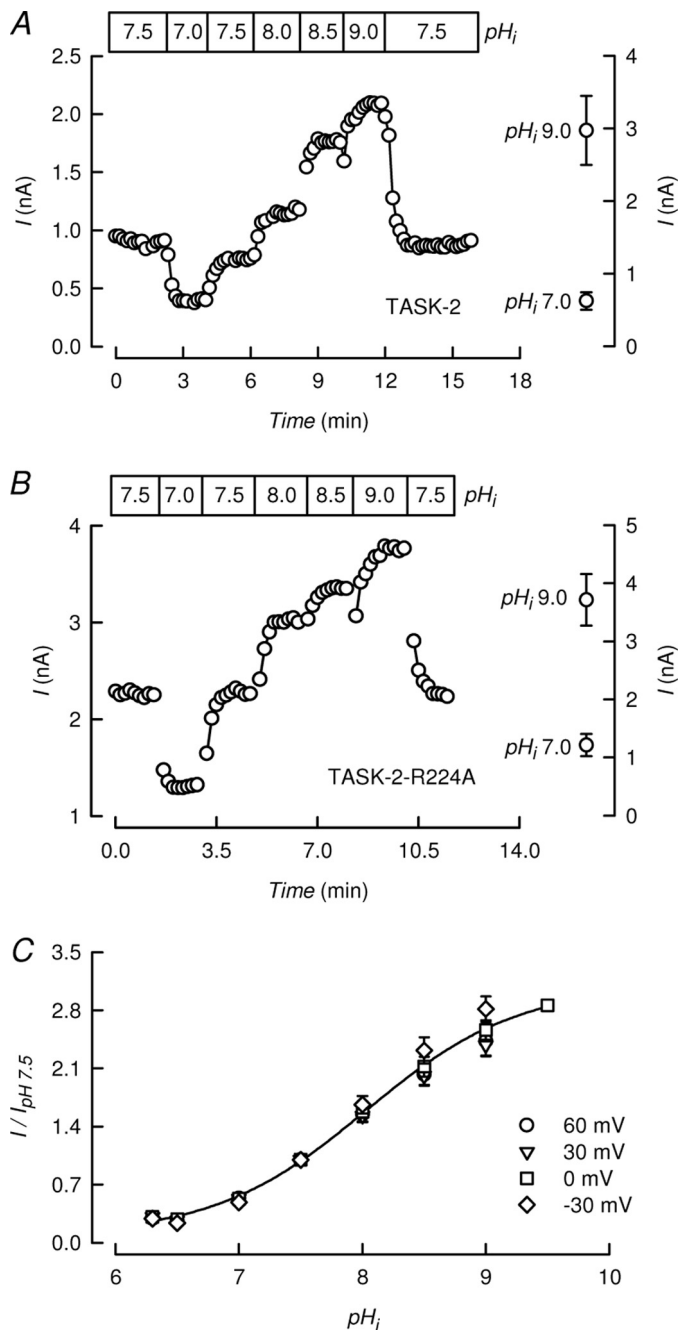 A
7.5 7.0 7.5 8.0 8.5 9.0 7.5 pHi
2.5
2.0
1.5
1.0
0.5
0.0
I (nA)
0 3 6 9 12 15 18
Time (min)
TASK-2
pHi 9.0
pHi 7.0
4
3
2
1
0
I (nA)
B
7.5 7.0 7.5 8.0 8.5 9.0 7.5 pHi
4
3
2
1
I (nA)
0.0 3.5 7.0 10.5 14.0
Time (min)
TASK-2-R224A
pHi 9.0
pHi 7.0
5
4
3
2
1
0
I (nA)
C
3.5
2.8
2.1
1.4
0.7
0.0
I / IpH 7.5
60 mV
30 mV
0 mV
-30 mV
6 7 8 9 10
pHi